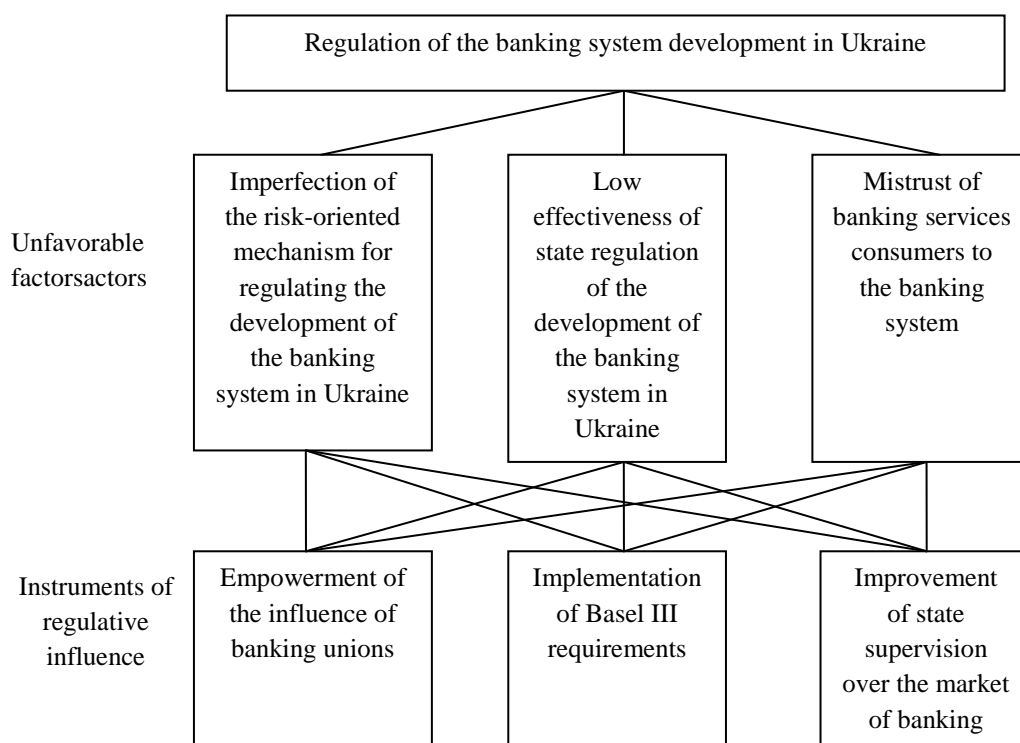 Regulation of the banking system development in Ukraine
Unfavorable
factorsactors
Imperfection of
the risk-oriented
mechanism for
regulating the
development of
the banking
system in Ukraine
Low
effectiveness of
state regulation
of the
development of
the banking
system in
Ukraine
Mistrust of
banking services
consumers to
the banking
system
Instruments of
regulative
influence
Empowerment of
the influence of
banking unions
Implementation
of Basel III
requirements
Improvement
of state
supervision
over the market
of banking